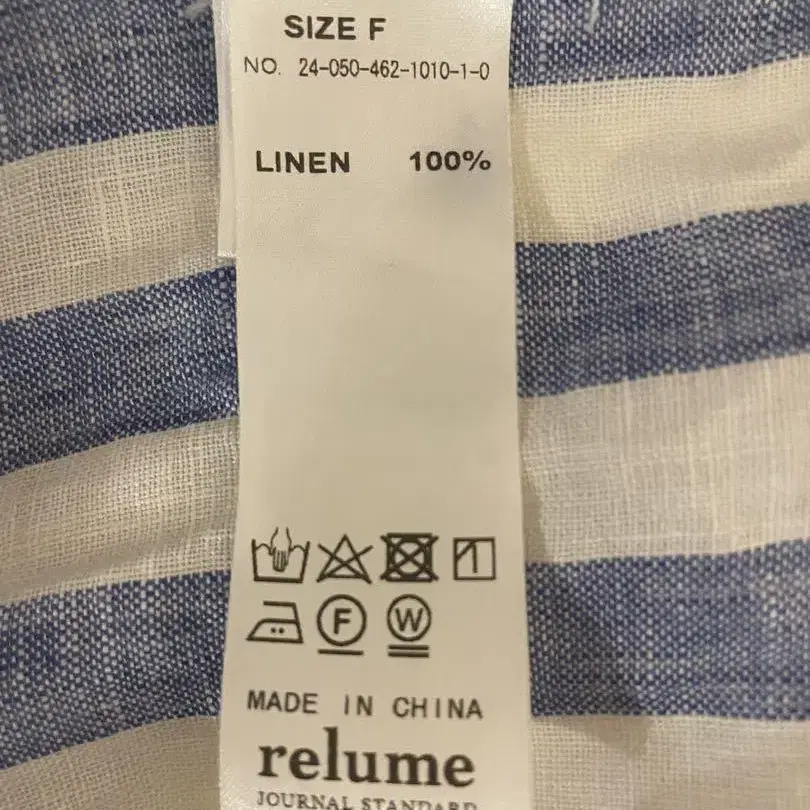 SIZE F
NO. 24-050-462-1010-1-0
LINEN 100%
F W
MADE IN CHINA
relume
JOURNAL STANDARD